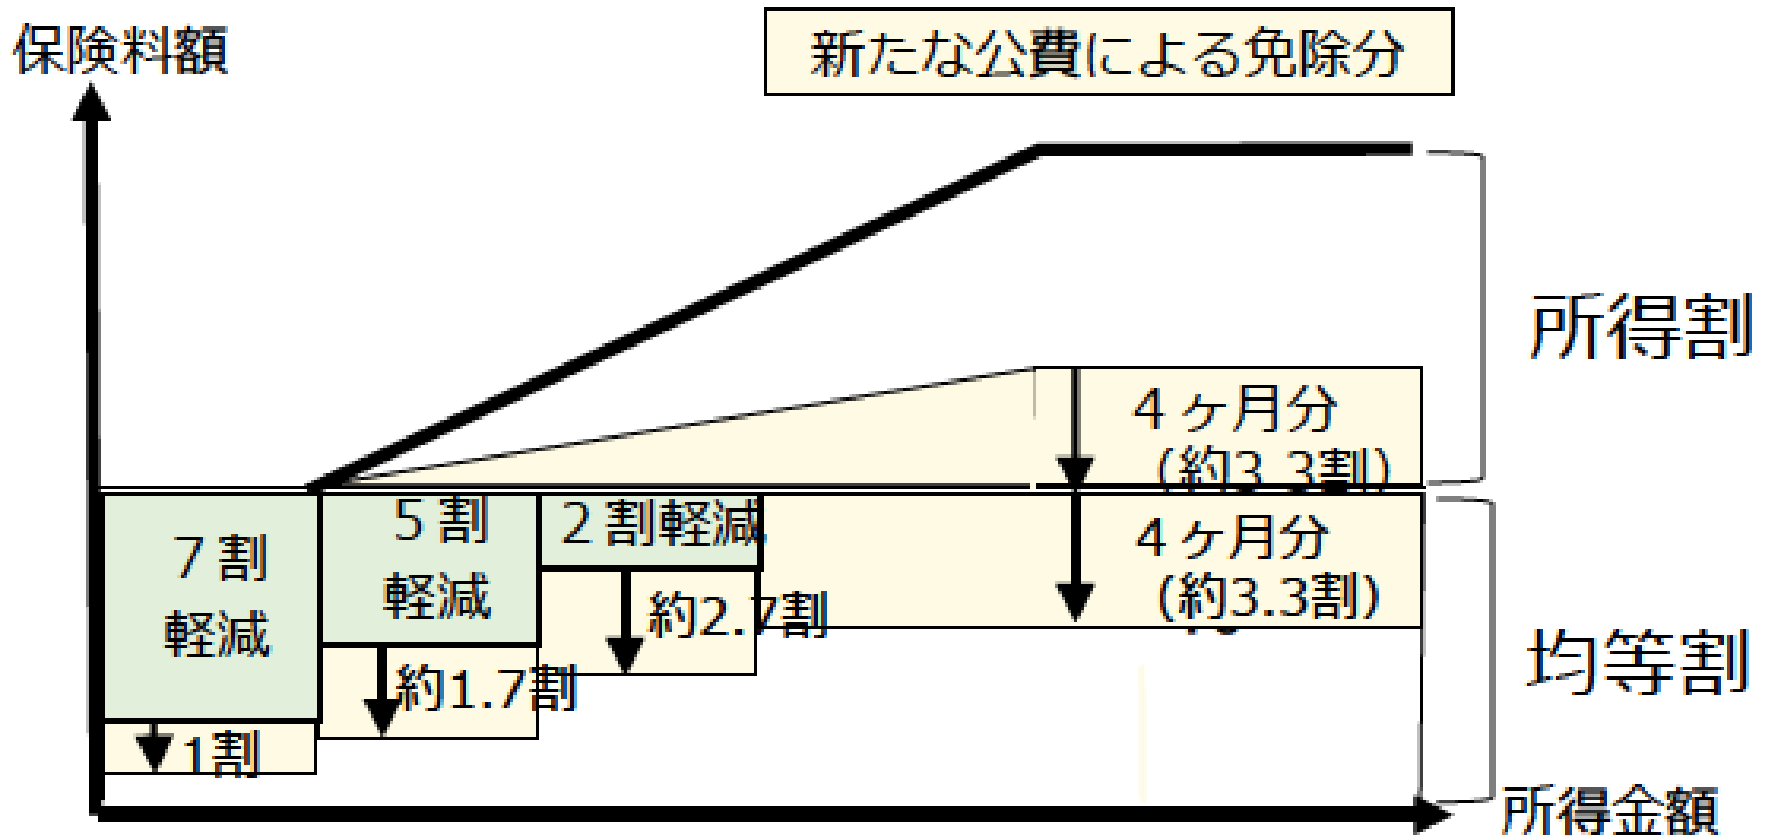 保険料額
新たな公費による免除分
所得割
４ヶ月分
(約3.3割)
7割
軽減
5割
軽減
2割軽減
４ヶ月分
(約3.3割)
約2.7割
約1.7割
1割
均等割
所得金額